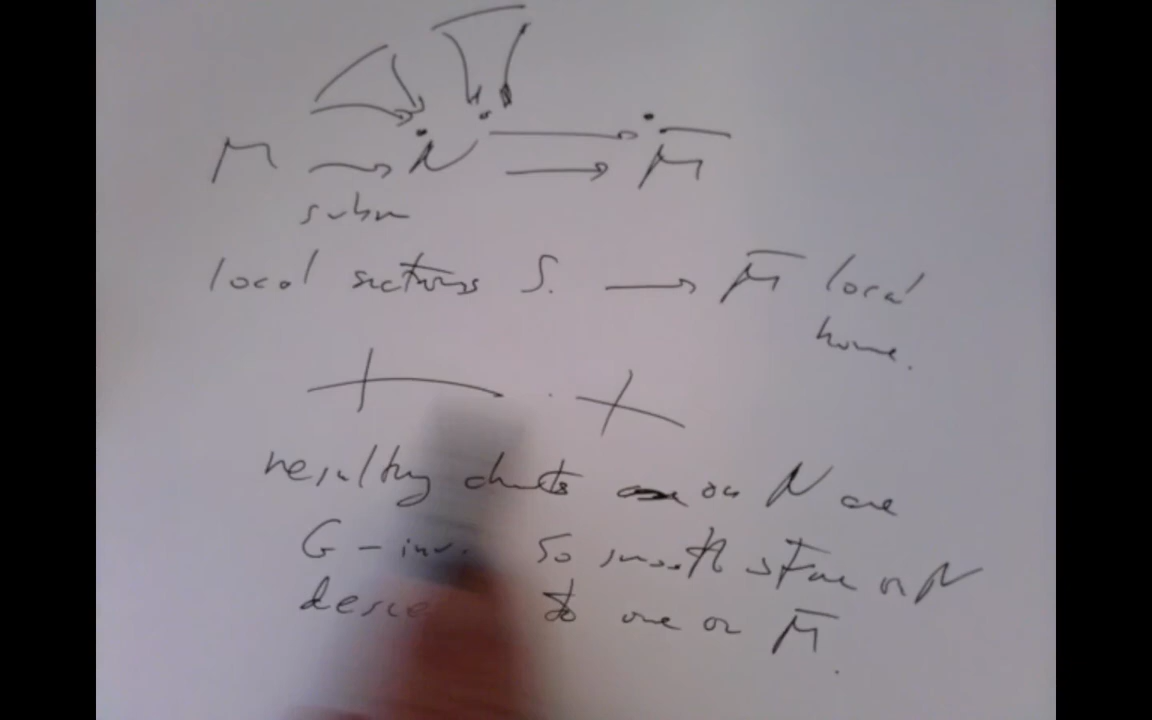 M → N → M̅
subm
local sections S. → M̅ local
home.
resulting charts on N are
G-inv. so smooth str on N
desce to one on M̅.